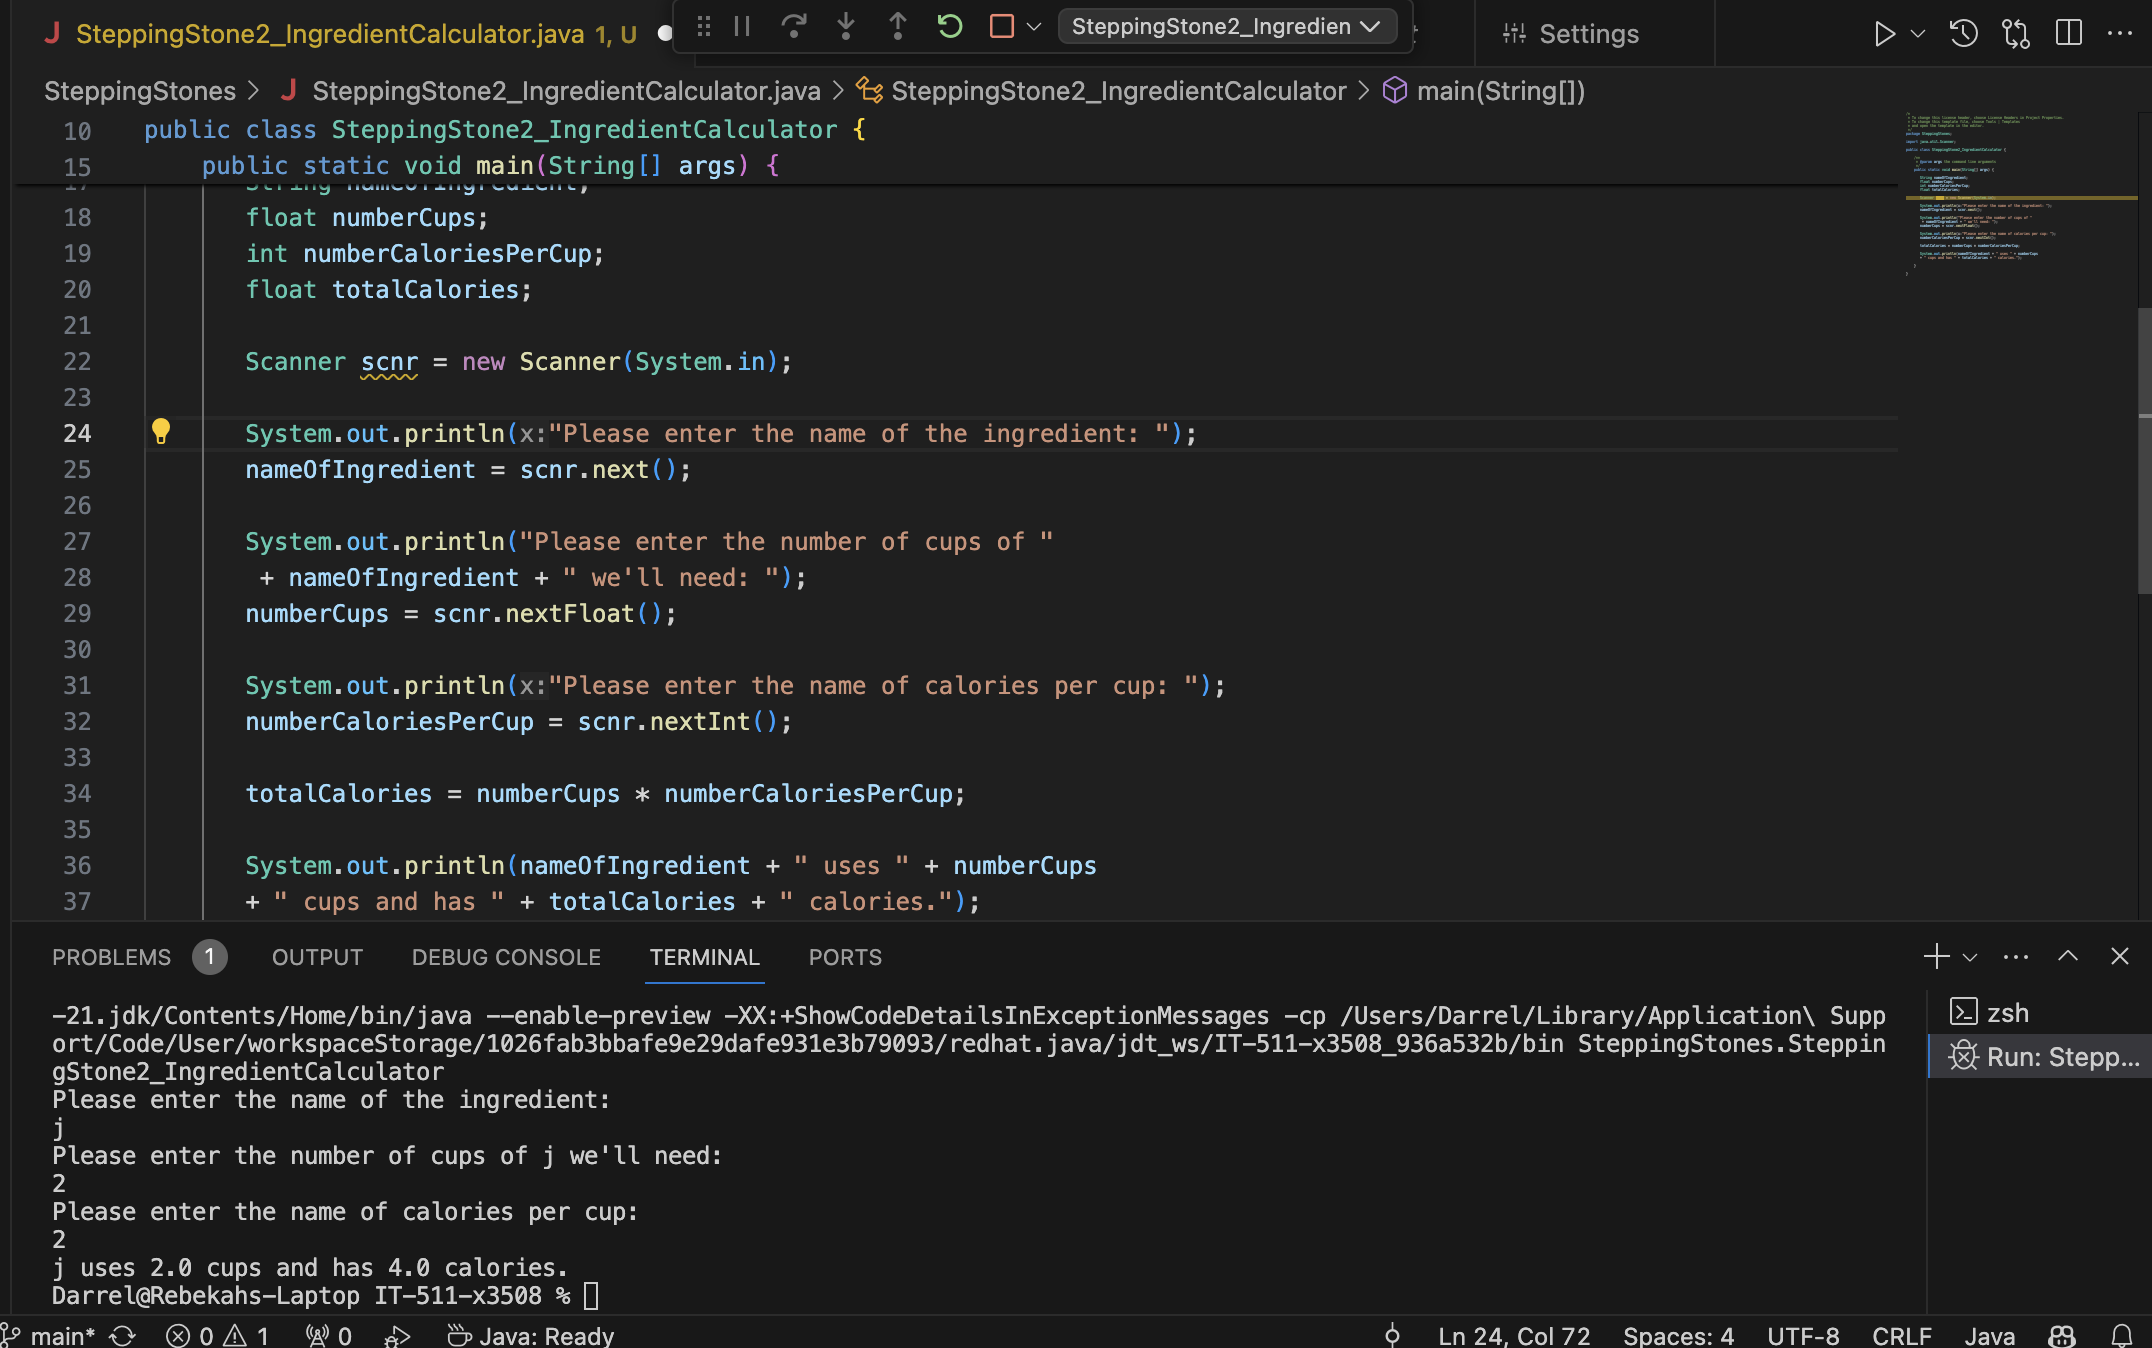 SteppingStone2_IngredientCalculator.java 1, U
SteppingStone2_Ingredien
Settings
SteppingStones > SteppingStone2_IngredientCalculator.java > SteppingStone2_IngredientCalculator > main(String[])
10 public class SteppingStone2_IngredientCalculator {
15 public static void main(String[] args) {
17 String nameOfIngredient;
18 float numberCups;
19 int numberCaloriesPerCup;
20 float totalCalories;
21
22 Scanner scnr = new Scanner(System.in);
23
24 System.out.println(x:"Please enter the name of the ingredient: ");
25 nameOfIngredient = scnr.next();
26
27 System.out.println("Please enter the number of cups of "
28 + nameOfIngredient + " we'll need: ");
29 numberCups = scnr.nextFloat();
30
31 System.out.println(x:"Please enter the name of calories per cup: ");
32 numberCaloriesPerCup = scnr.nextInt();
33
34 totalCalories = numberCups * numberCaloriesPerCup;
35
36 System.out.println(nameOfIngredient + " uses " + numberCups
37 + " cups and has " + totalCalories + " calories.");
PROBLEMS 1 OUTPUT DEBUG CONSOLE TERMINAL PORTS
-21.jdk/Contents/Home/bin/java --enable-preview -XX:+ShowCodeDetailsInExceptionMessages -cp /Users/Darrel/Library/Application\ Supp
ort/Code/User/workspaceStorage/1026fab3bbafe9e29dafe931e3b79093/redhat.java/jdt_ws/IT-511-x3508_936a532b/bin SteppingStones.Steppin
gStone2_IngredientCalculator
Please enter the name of the ingredient:
j
Please enter the number of cups of j we'll need:
2
Please enter the name of calories per cup:
2
j uses 2.0 cups and has 4.0 calories.
Darrel@Rebekahs-Laptop IT-511-x3508 %
zsh
Run: Stepp...
main* 0 1 0 Java: Ready Ln 24, Col 72 Spaces: 4 UTF-8 CRLF Java